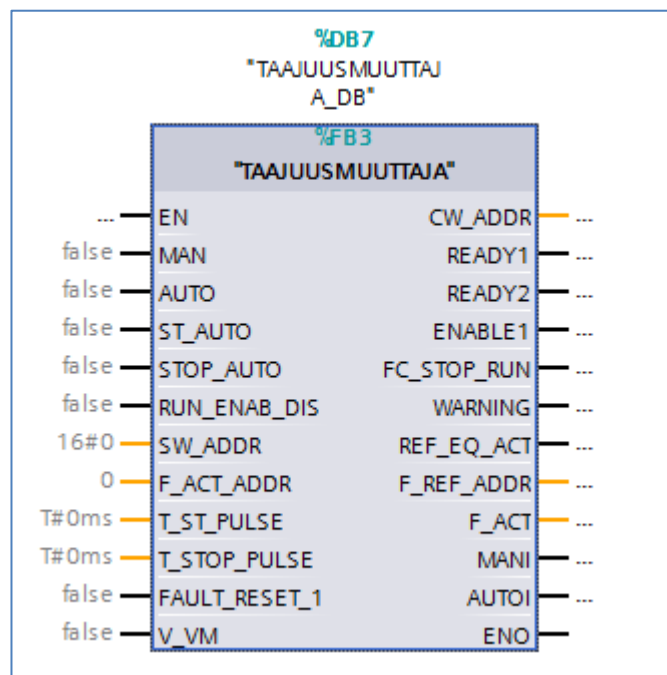 %DB7
"TAAJUUSMUUTTAJ
A_DB"
%FB3
"TAAJUUSMUUTTAJA"
... EN CW_ADDR ...
false MAN READY1 ...
false AUTO READY2 ...
false ST_AUTO ENABLE1 ...
false STOP_AUTO FC_STOP_RUN ...
false RUN_ENAB_DIS WARNING ...
16#0 SW_ADDR REF_EQ_ACT ...
0 F_ACT_ADDR F_REF_ADDR ...
T#0ms T_ST_PULSE F_ACT ...
T#0ms T_STOP_PULSE MANI ...
false FAULT_RESET_1 AUTOI ...
false V_VM ENO